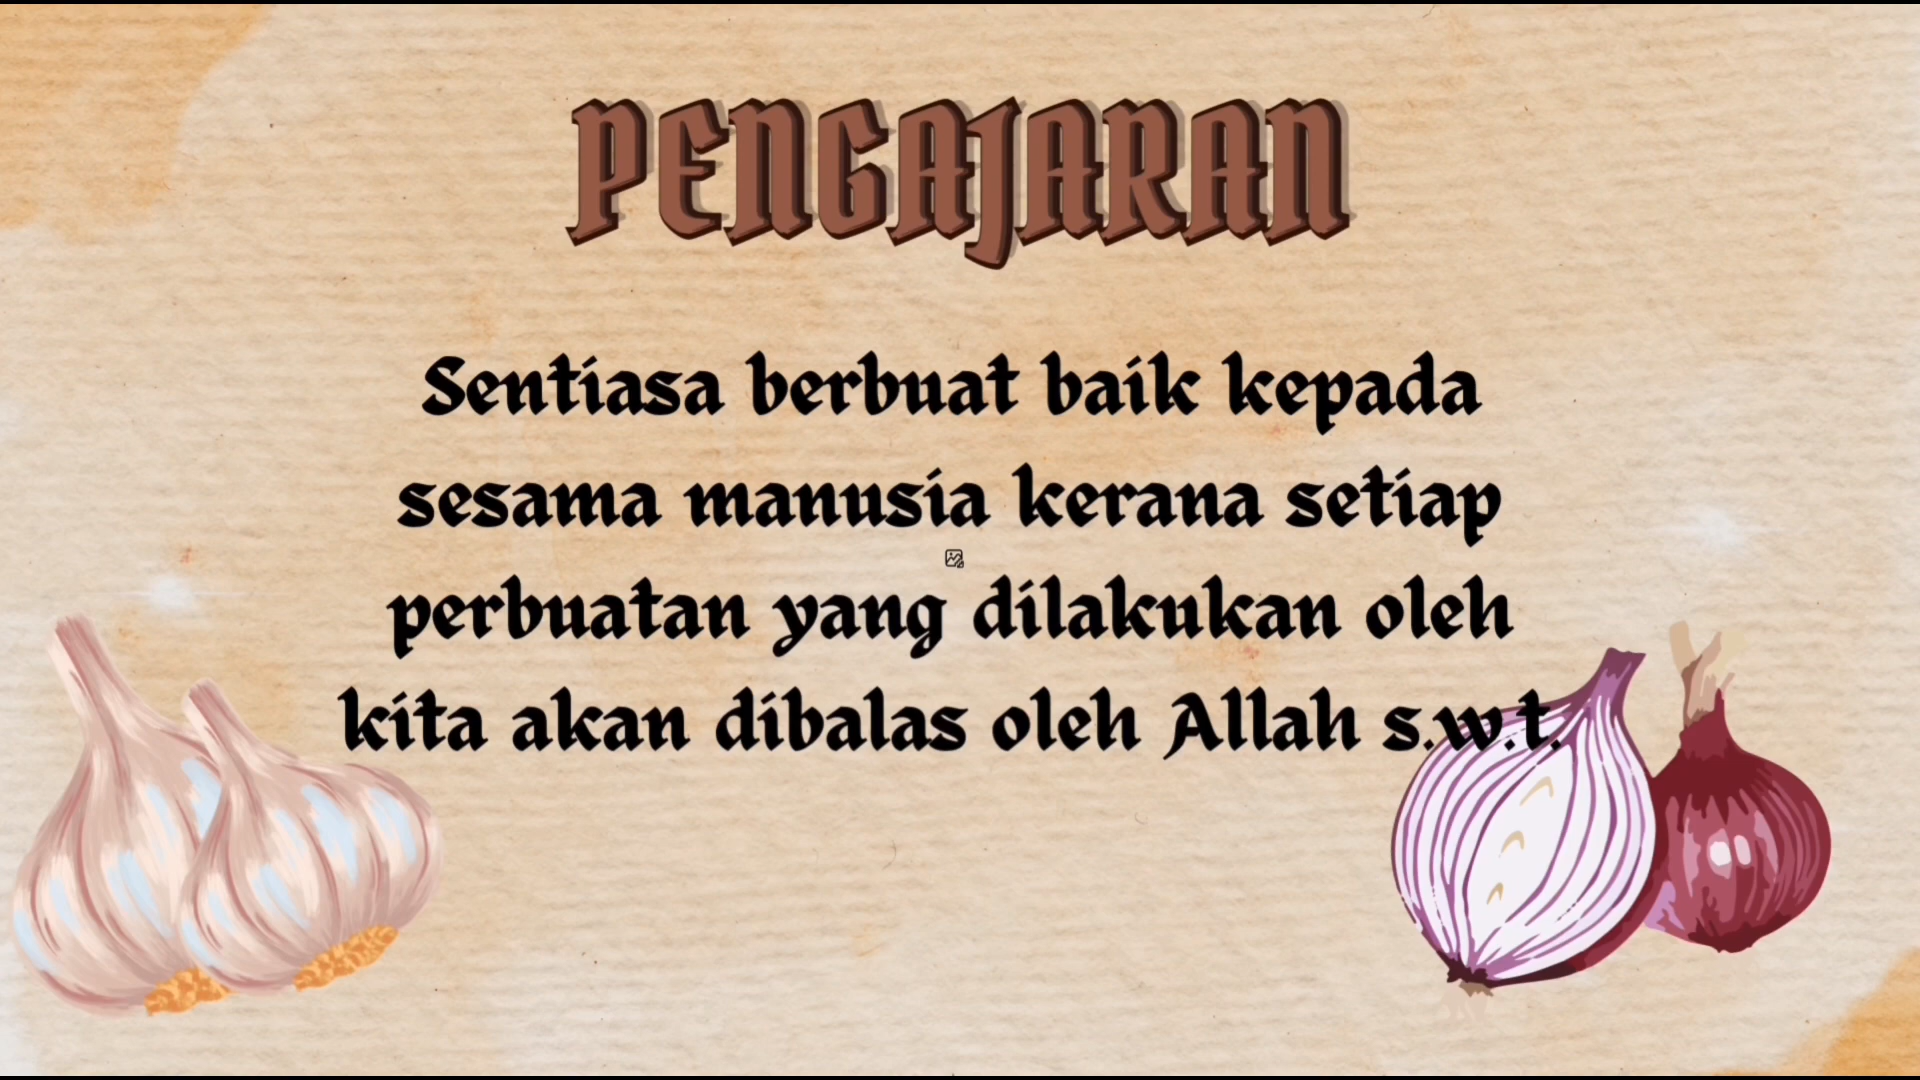 PENGAJARAN
Sentiasa berbuat baik kepada
sesama manusia kerana setiap
perbuatan yang dilakukan oleh
kita akan dibalas oleh Allah s.w.t.